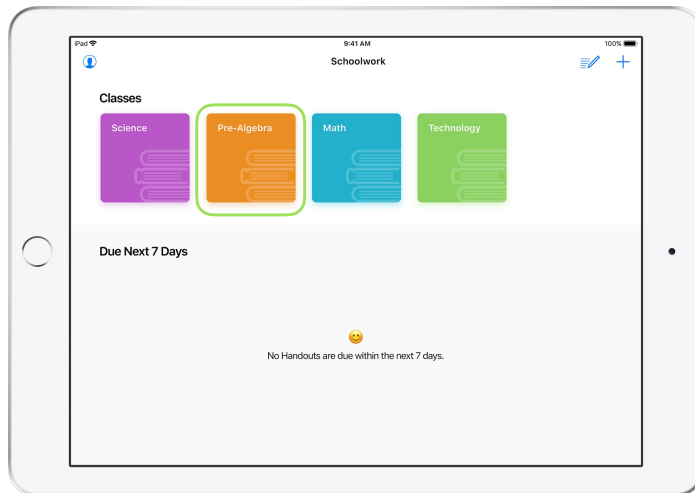 iPad 9:41 AM 100%
Schoolwork
Classes
Science Pre-Algebra Math Technology
Due Next 7 Days
No Handouts are due within the next 7 days.